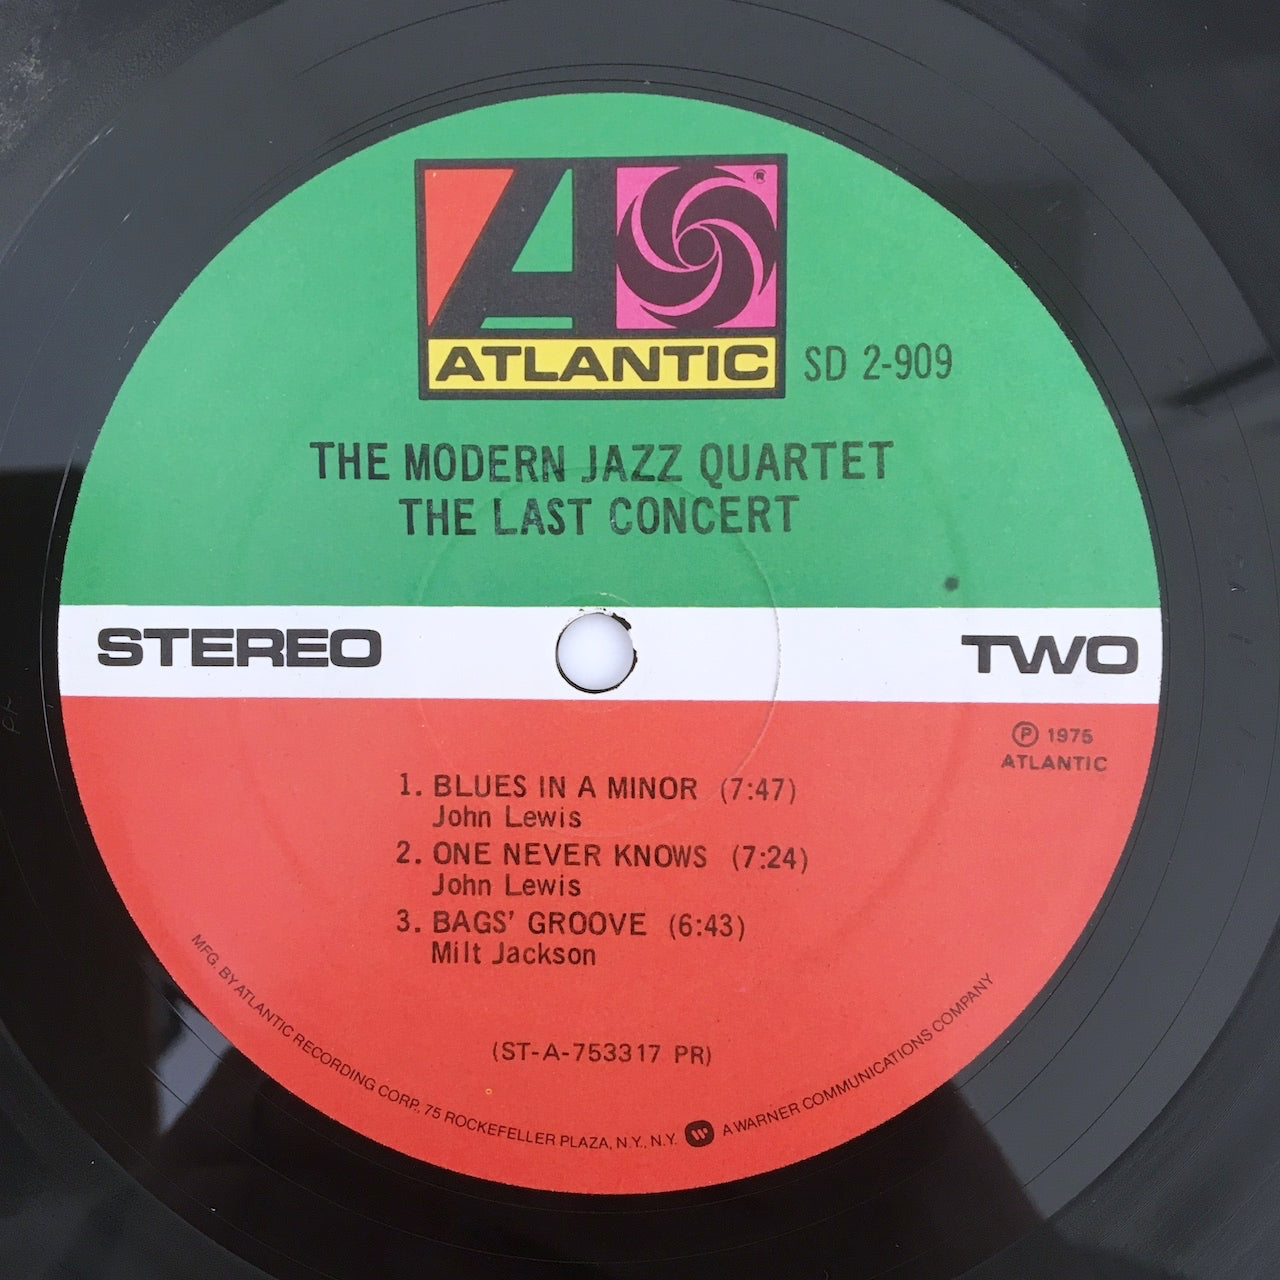 ®
ATLANTIC
SD 2-909
THE MODERN JAZZ QUARTET
THE LAST CONCERT
STEREO
TWO
Ⓟ 1975
ATLANTIC
1. BLUES IN A MINOR (7:47)
John Lewis
2. ONE NEVER KNOWS (7:24)
John Lewis
3. BAGS' GROOVE (6:43)
Milt Jackson
(ST-A-753317 PR)
MFG. BY ATLANTIC RECORDING CORP., 75 ROCKEFELLER PLAZA, N.Y., N.Y. A WARNER COMMUNICATIONS COMPANY